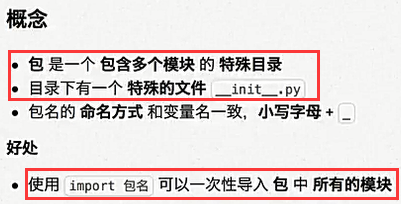 概念
包 是一个 包含多个模块 的 特殊目录
目录下有一个 特殊的文件 __init__.py
包名的 命名方式 和变量名一致，小写字母 + _
好处
使用 import 包名 可以一次性导入 包 中 所有的模块